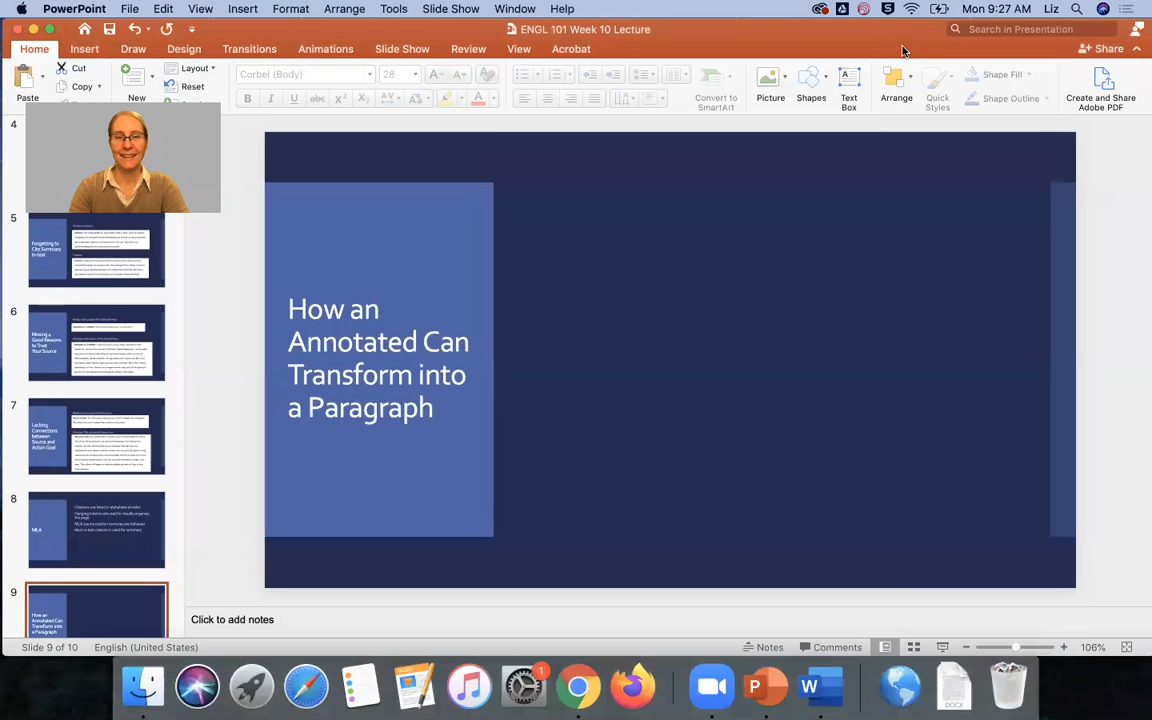 PowerPoint File Edit View Insert Format Arrange Tools Slide Show Window Help Mon 9:27 AM Liz
ENGL 101 Week 10 Lecture
Search in Presentation
Home Insert Draw Design Transitions Animations Slide Show Review View Acrobat Share
Paste
Cut
Copy
New
Layout
Reset
Corbel (Body) 28
B I U abc X² X₂ Av Aa A
Convert to
SmartArt
Picture
Shapes
Text
Box
Arrange
Quick
Styles
Shape Fill
Shape Outline
Create and Share
Adobe PDF
4
5
Forgetting to
Cite Summary
in-text
6
Missing a
Good Reasons
to Trust
Your Source
7
Lacking
Connections
between
Source and
Action Goal
8
MLA
9
How an
Annotated Can
Transform into
a Paragraph
How an
Annotated Can
Transform into
a Paragraph
Click to add notes
Slide 9 of 10 English (United States) Notes Comments 106%
1
DOCX